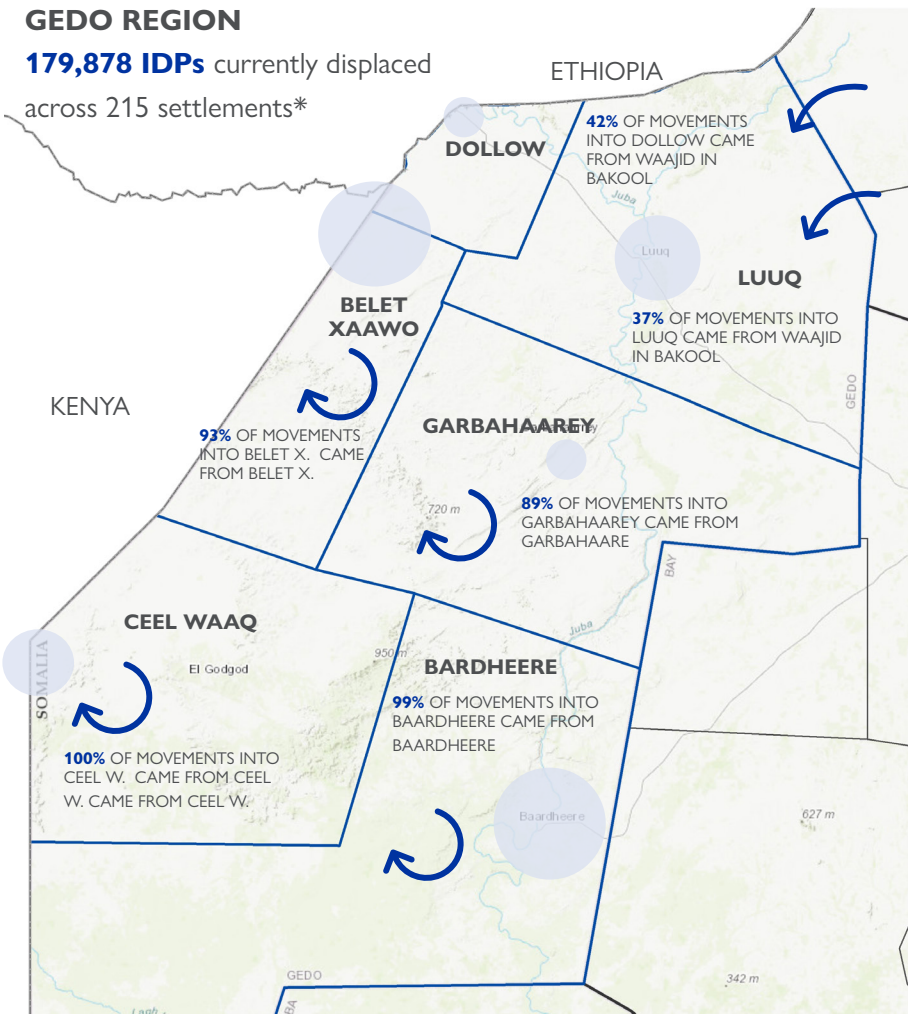 GEDO REGION
179,878 IDPs currently displaced
across 215 settlements*
ETHIOPIA
DOLLOW
42% OF MOVEMENTS
INTO DOLLOW CAME
FROM WAAJID IN
BAKOOL
Juba
Luuq
LUUQ
37% OF MOVEMENTS INTO
LUUQ CAME FROM WAAJID
IN BAKOOL
BELET
XAAWO
KENYA
GEDO
93% OF MOVEMENTS
INTO BELET X. CAME
FROM BELET X.
GARBAHAAREY
720 m
89% OF MOVEMENTS INTO
GARBAHAAREY CAME FROM
GARBAHAARE
BAY
CEEL WAAQ
Juba
950 m
El Godgod
SOMALIA
BARDHEERE
99% OF MOVEMENTS INTO
BAARDHEERE CAME FROM
BAARDHEERE
100% OF MOVEMENTS INTO
CEEL W. CAME FROM CEEL
W. CAME FROM CEEL W.
Baardheere
627 m
GEDO
342 m